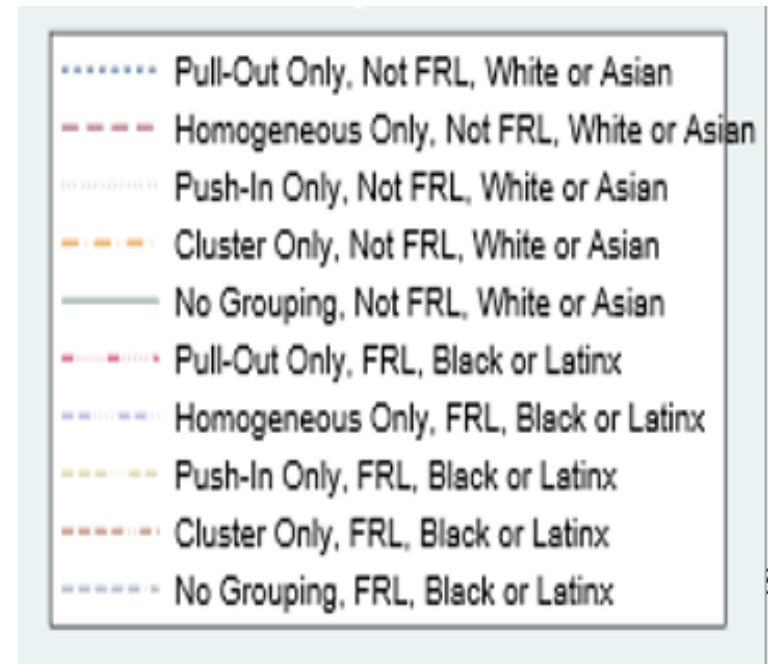 Pull-Out Only, Not FRL, White or Asian
Homogeneous Only, Not FRL, White or Asian
Push-In Only, Not FRL, White or Asian
Cluster Only, Not FRL, White or Asian
No Grouping, Not FRL, White or Asian
Pull-Out Only, FRL, Black or Latinx
Homogeneous Only, FRL, Black or Latinx
Push-In Only, FRL, Black or Latinx
Cluster Only, FRL, Black or Latinx
No Grouping, FRL, Black or Latinx